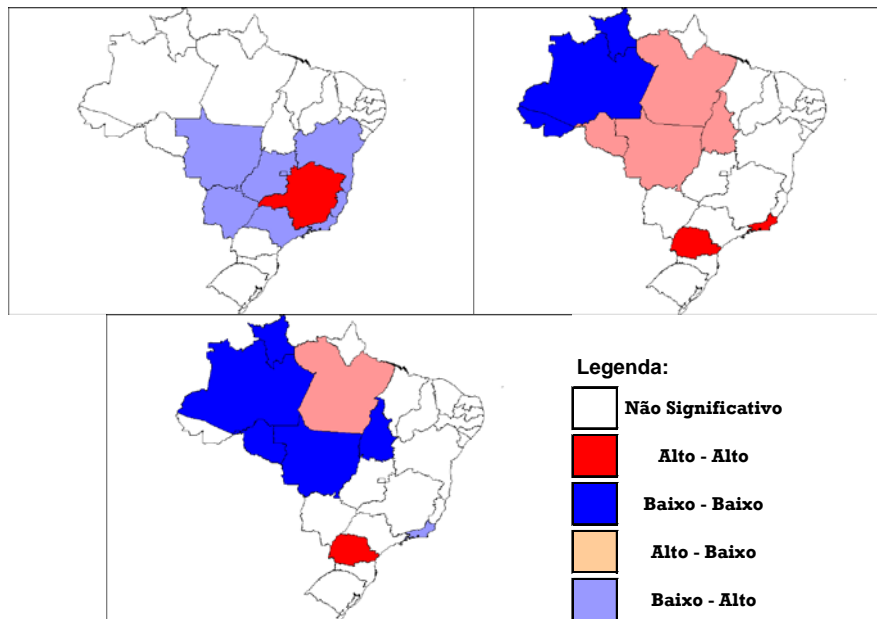 Legenda:
Não Significativo
Alto - Alto
Baixo - Baixo
Alto - Baixo
Baixo - Alto